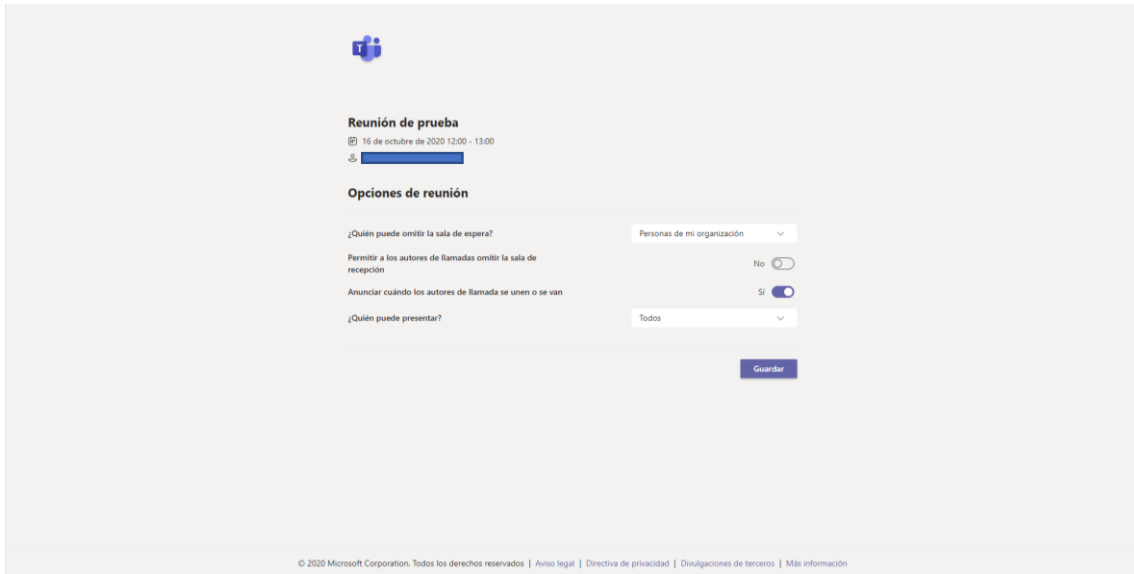 T
Reunión de prueba
16 de octubre de 2020 12:00 - 13:00
Opciones de reunión
¿Quién puede omitir la sala de espera?
Personas de mi organización
Permitir a los autores de llamadas omitir la sala de
recepción
No
Anunciar cuándo los autores de llamada se unen o se van
Sí
¿Quién puede presentar?
Todos
Guardar
© 2020 Microsoft Corporation. Todos los derechos reservados | Aviso legal | Directiva de privacidad | Divulgaciones de terceros | Más información